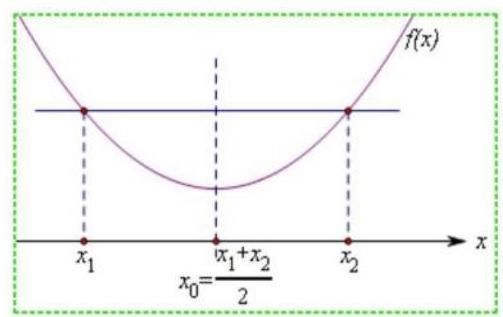 f(x)
x
x₁ x₂
x₀ = (x₁+x₂)/2